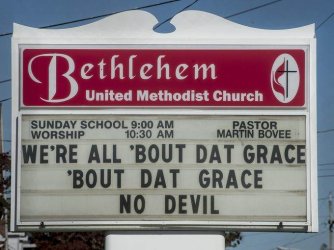 Bethlehem
United Methodist Church
SUNDAY SCHOOL 9:00 AM PASTOR
WORSHIP 10:30 AM MARTIN BOVEE
WE'RE ALL 'BOUT DAT GRACE
'BOUT DAT GRACE
NO DEVIL